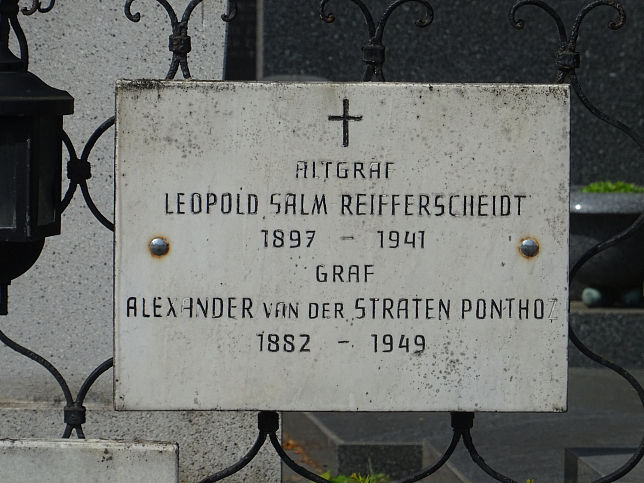 ALTGRAF
LEOPOLD SALM REIFFERSCHEIDT
1897 - 1941
GRAF
ALEXANDER VAN DER STRATEN PONTHOZ
1882 - 1949